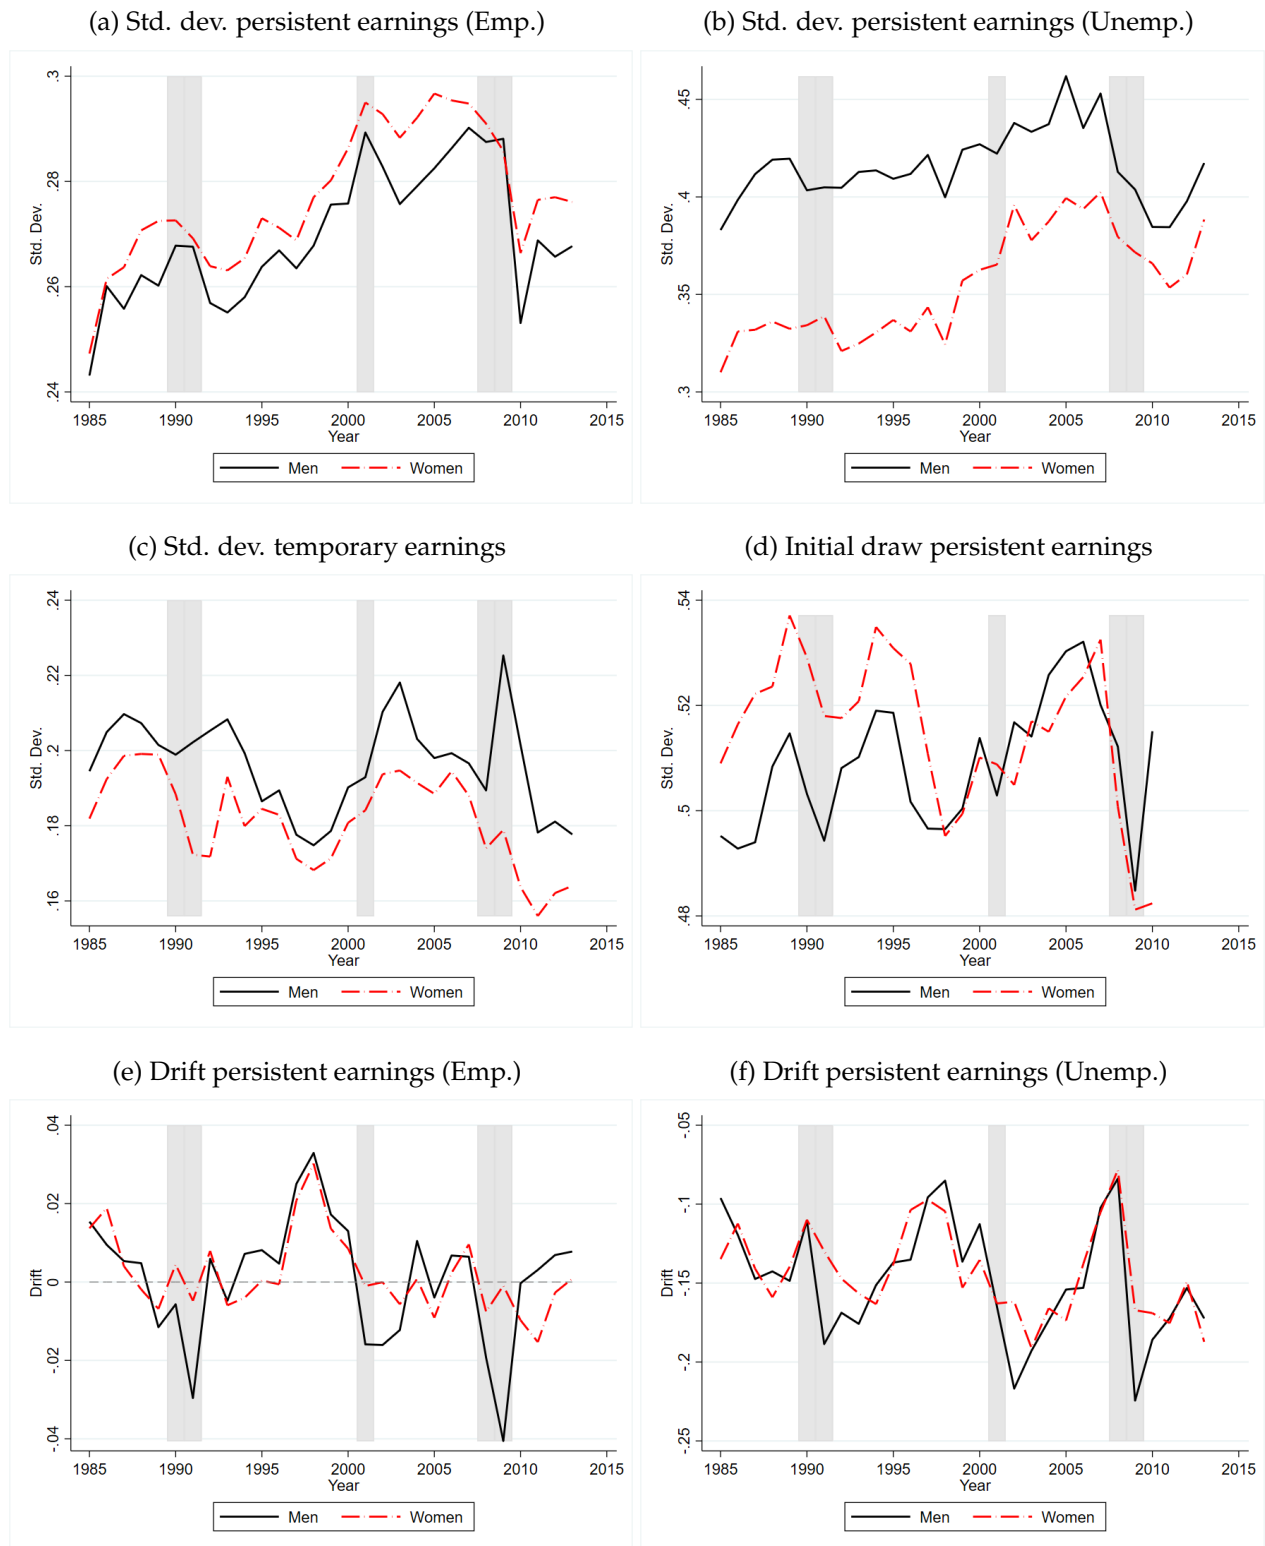 (a) Std. dev. persistent earnings (Emp.)
Std. Dev.
.3
.28
.26
.24
1985 1990 1995 2000 2005 2010 2015
Year
Men Women
(b) Std. dev. persistent earnings (Unemp.)
Std. Dev.
.45
.4
.35
.3
1985 1990 1995 2000 2005 2010 2015
Year
Men Women
(c) Std. dev. temporary earnings
Std. Dev.
.24
.22
.2
.18
.16
1985 1990 1995 2000 2005 2010 2015
Year
Men Women
(d) Initial draw persistent earnings
Std. Dev.
.54
.52
.5
.48
1985 1990 1995 2000 2005 2010 2015
Year
Men Women
(e) Drift persistent earnings (Emp.)
Drift
.04
.02
0
-.02
-.04
1985 1990 1995 2000 2005 2010 2015
Year
Men Women
(f) Drift persistent earnings (Unemp.)
Drift
-.05
-.1
-.15
-.2
-.25
1985 1990 1995 2000 2005 2010 2015
Year
Men Women